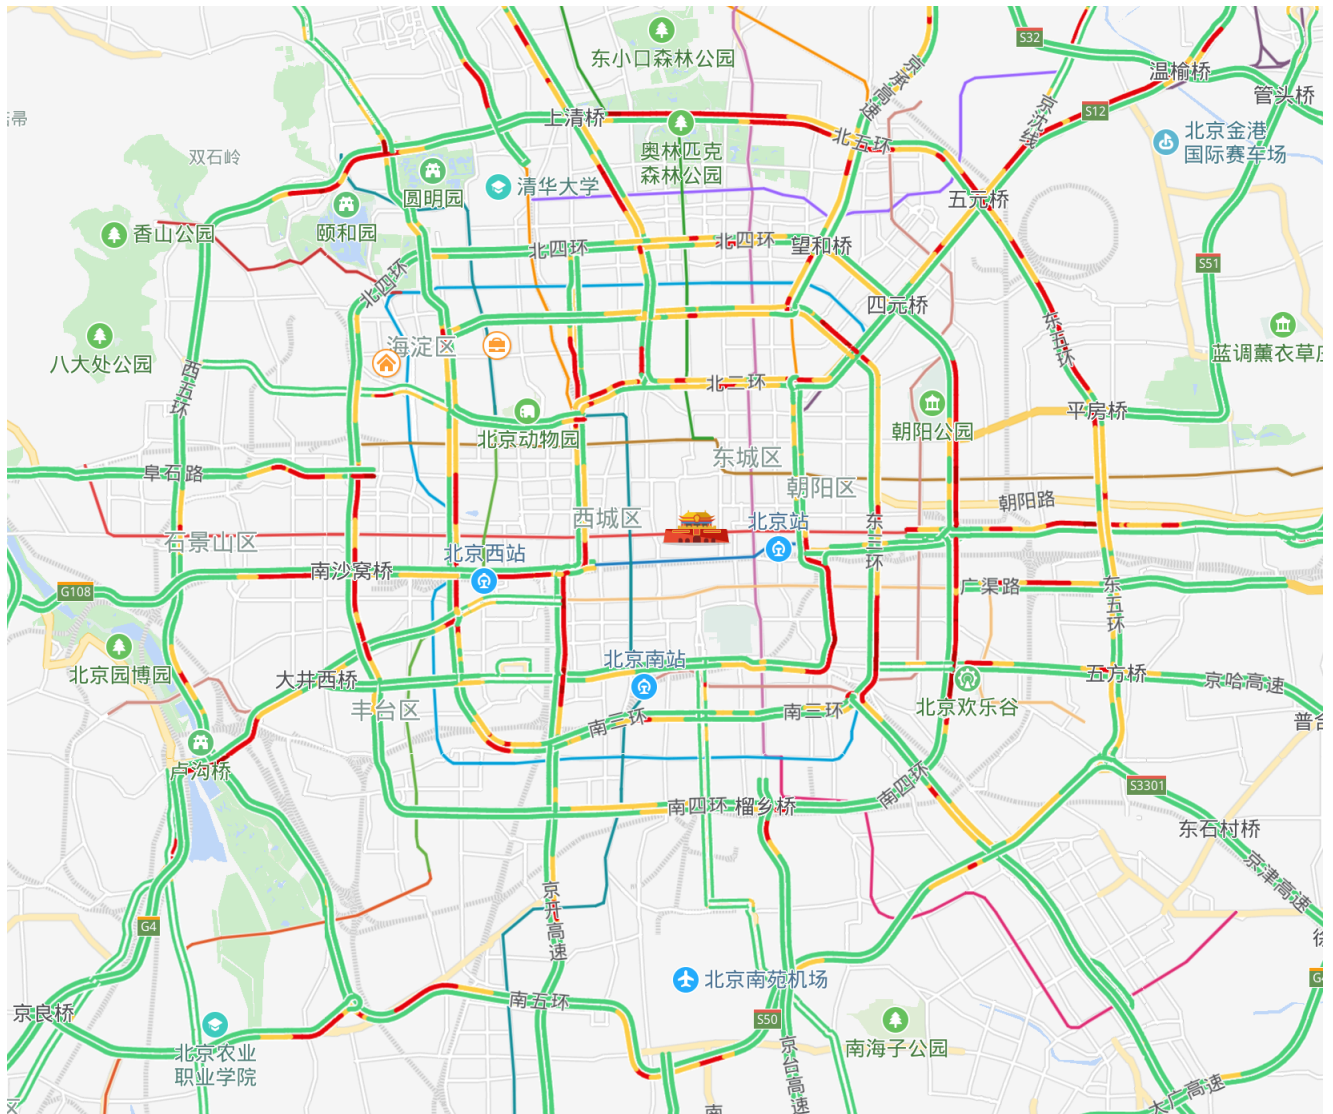 东小口森林公园
S32
温榆桥
管头桥
京承高速
京沈线
S12
上清桥
北五环
奥林匹克
森林公园
北京金港
国际赛车场
双石岭
圆明园
清华大学
五元桥
香山公园
颐和园
北四环
北四环
望和桥
北四环
S51
四元桥
东五环
海淀区
蓝调薰衣草庄
八大处公园
西五环
北二环
北京动物园
朝阳公园
平房桥
东城区
阜石路
朝阳区
朝阳路
西城区
北京站
东三环
石景山区
北京西站
南沙窝桥
G108
广渠路
东五环
北京园博园
大井西桥
北京南站
五方桥
京哈高速
丰台区
南三环
南三环
北京欢乐谷
卢沟桥
南四环
榴乡桥
南四环
S3301
东石村桥
京津高速
京开高速
G4
北京南苑机场
南五环
京良桥
S50
北京农业
职业学院
南海子公园
京台高速
大广高速
南